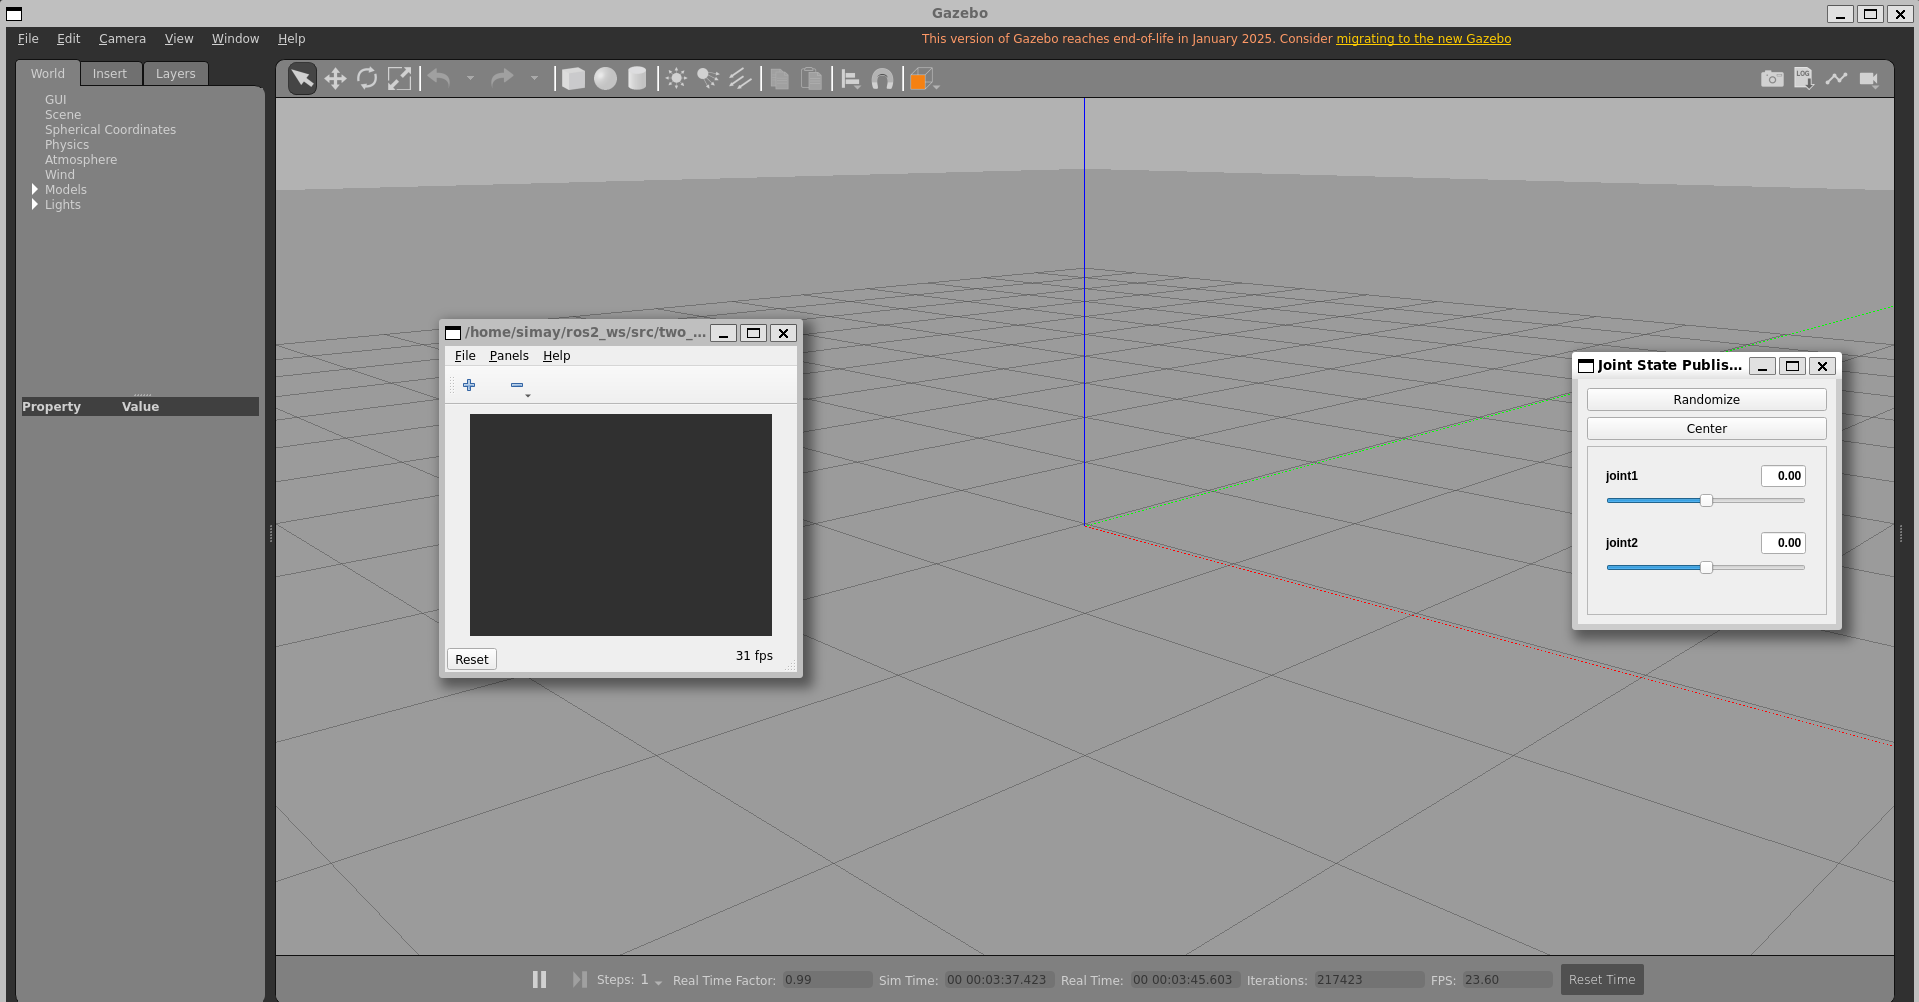 Gazebo
File Edit Camera View Window Help
This version of Gazebo reaches end-of-life in January 2025. Consider migrating to the new Gazebo
World Insert Layers
GUI
Scene
Spherical Coordinates
Physics
Atmosphere
Wind
Models
Lights
Property Value
LOG
/home/simay/ros2_ws/src/two_...
File Panels Help
Reset
31 fps
Joint State Publis...
Randomize
Center
joint1 0.00
joint2 0.00
Steps: 1 Real Time Factor: 0.99 Sim Time: 00 00:03:37.423 Real Time: 00 00:03:45.603 Iterations: 217423 FPS: 23.60 Reset Time